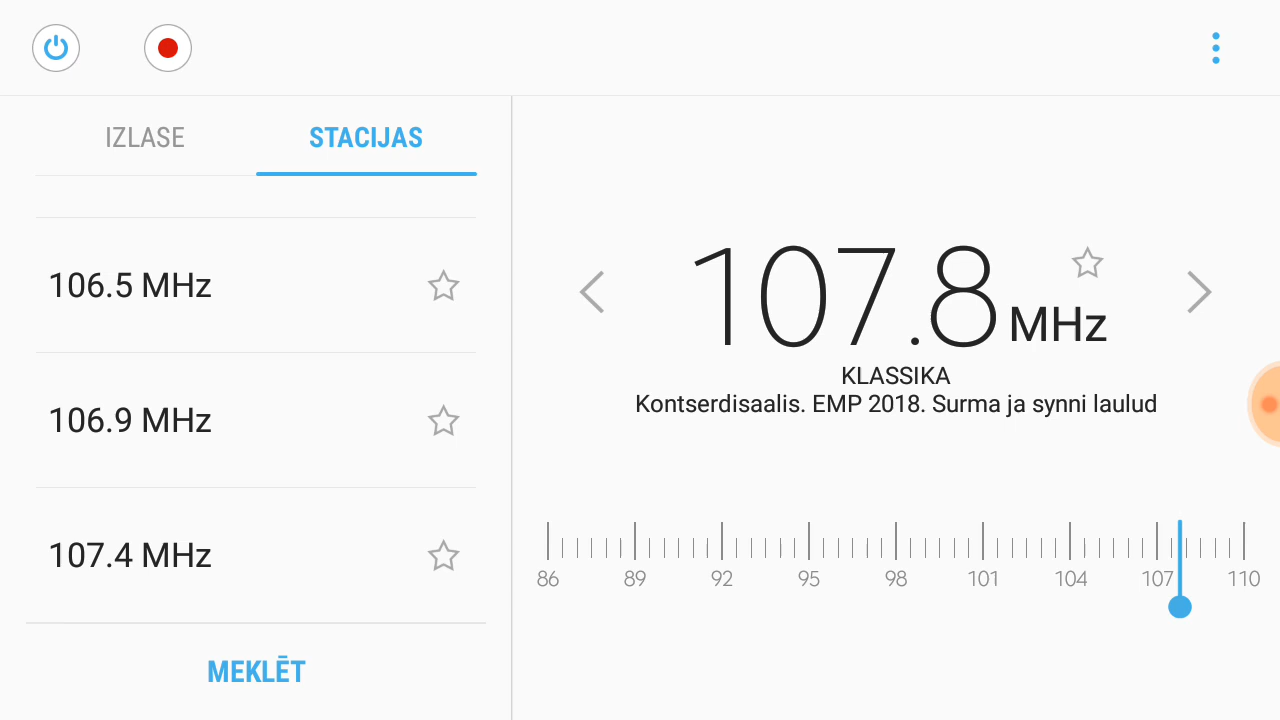 IZLASE
STACIJAS
106.5 MHz
106.9 MHz
107.4 MHz
MEKLĒT
107.8 MHz
KLASSIKA
Kontserdisaalis. EMP 2018. Surma ja synni laulud
86 89 92 95 98 101 104 107 110